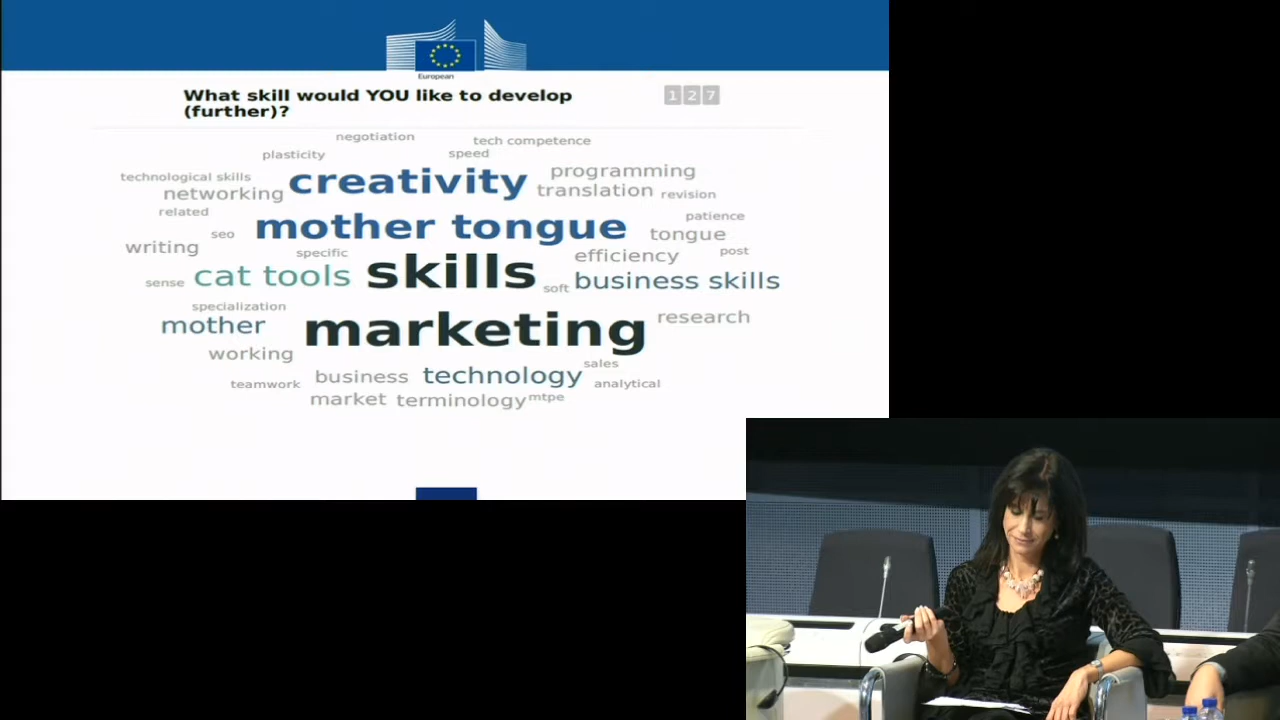 European
What skill would YOU like to develop
(further)?
1 2 7
negotiation
tech competence
plasticity
speed
technological skills
creativity
programming
networking
translation
revision
related
mother tongue
patience
seo
tongue
writing
specific
efficiency
post
sense
cat tools
skills
soft
business skills
specialization
mother
marketing
research
working
sales
teamwork
business
technology
analytical
market
terminology
mtpe